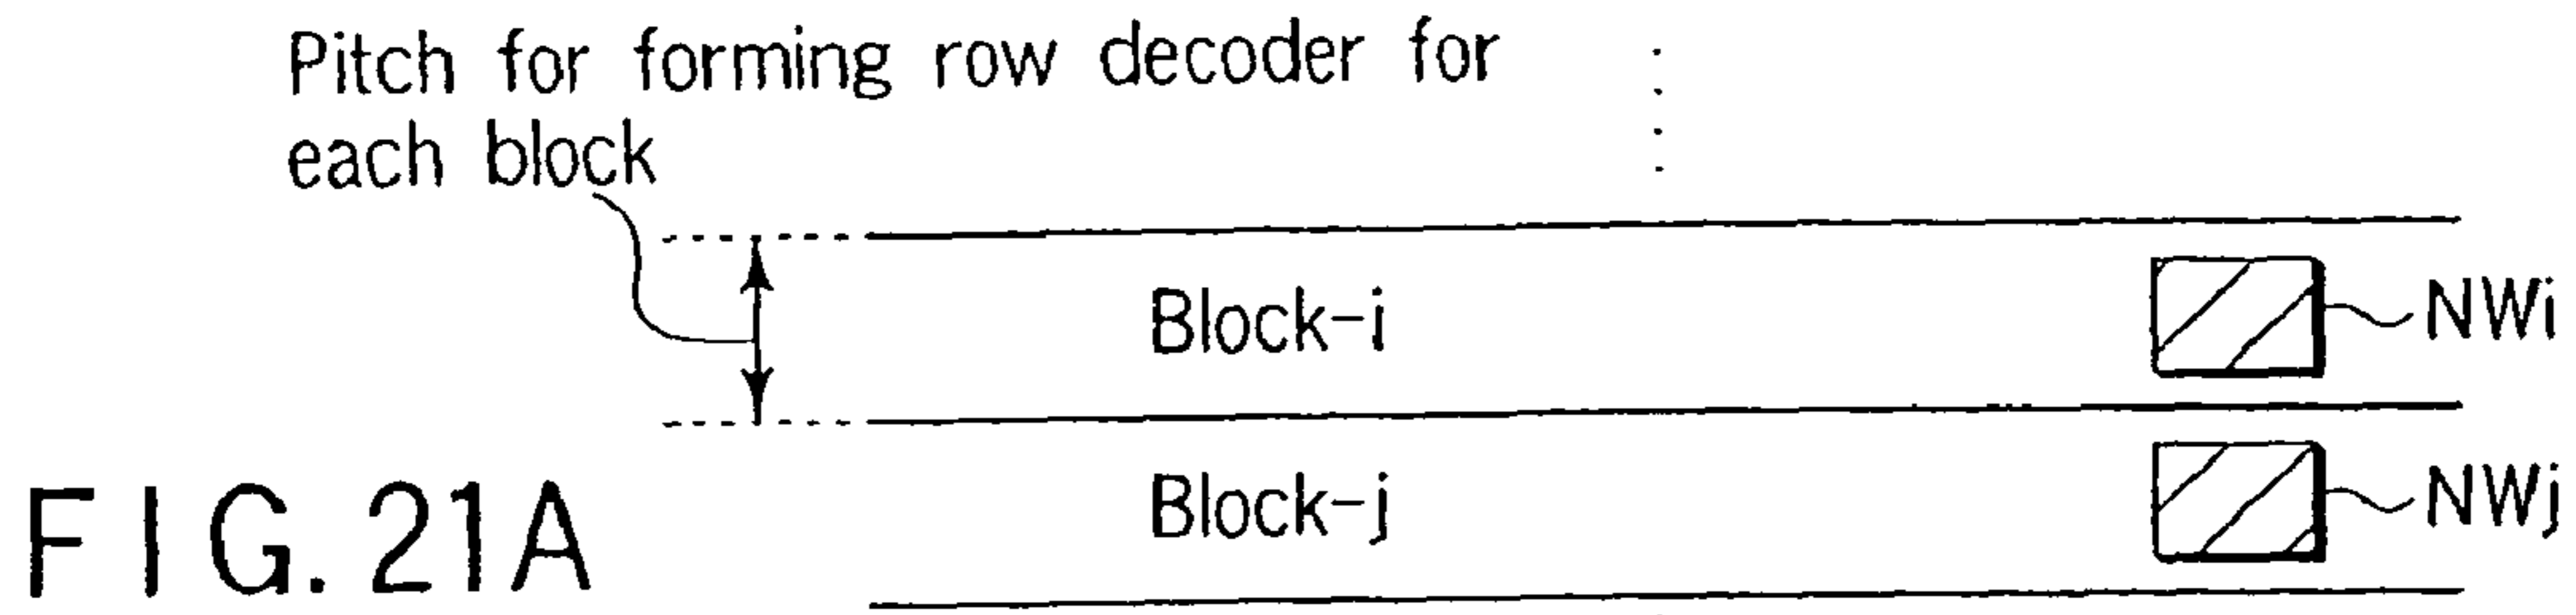 Pitch for forming row decoder for
each block
Block-i
NWi
Block-j
NWj
FIG. 21A